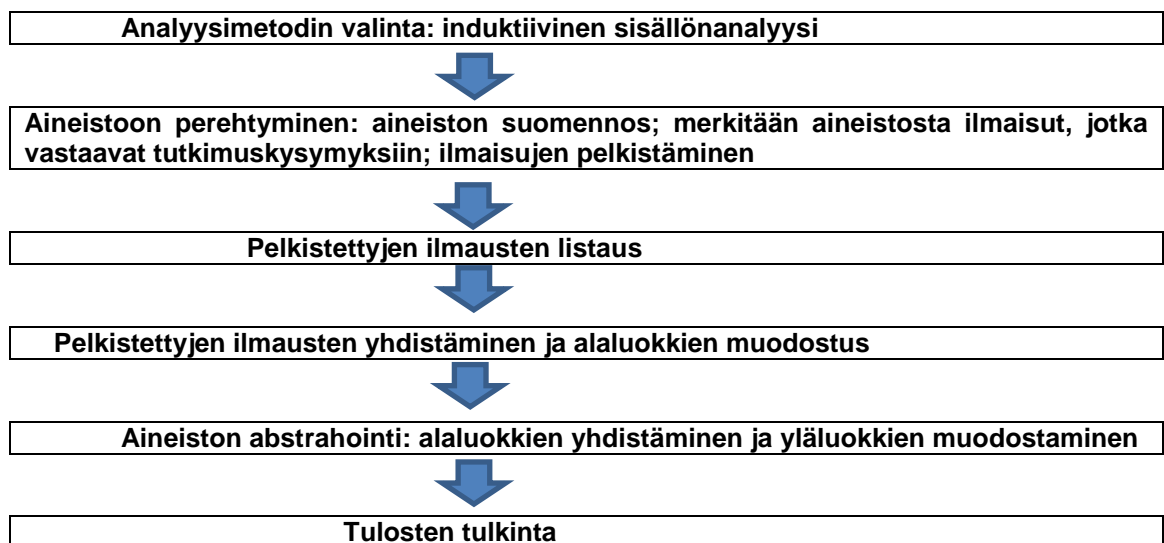 Analyysimetodin valinta: induktiivinen sisällönanalyysi
Aineistoon perehtyminen: aineiston suomennos; merkitään aineistosta ilmaisut, jotka
vastaavat tutkimuskysymyksiin; ilmaisujen pelkistäminen
Pelkistettyjen ilmausten listaus
Pelkistettyjen ilmausten yhdistäminen ja alaluokkien muodostus
Aineiston abstrahointi: alaluokkien yhdistäminen ja yläluokkien muodostaminen
Tulosten tulkinta